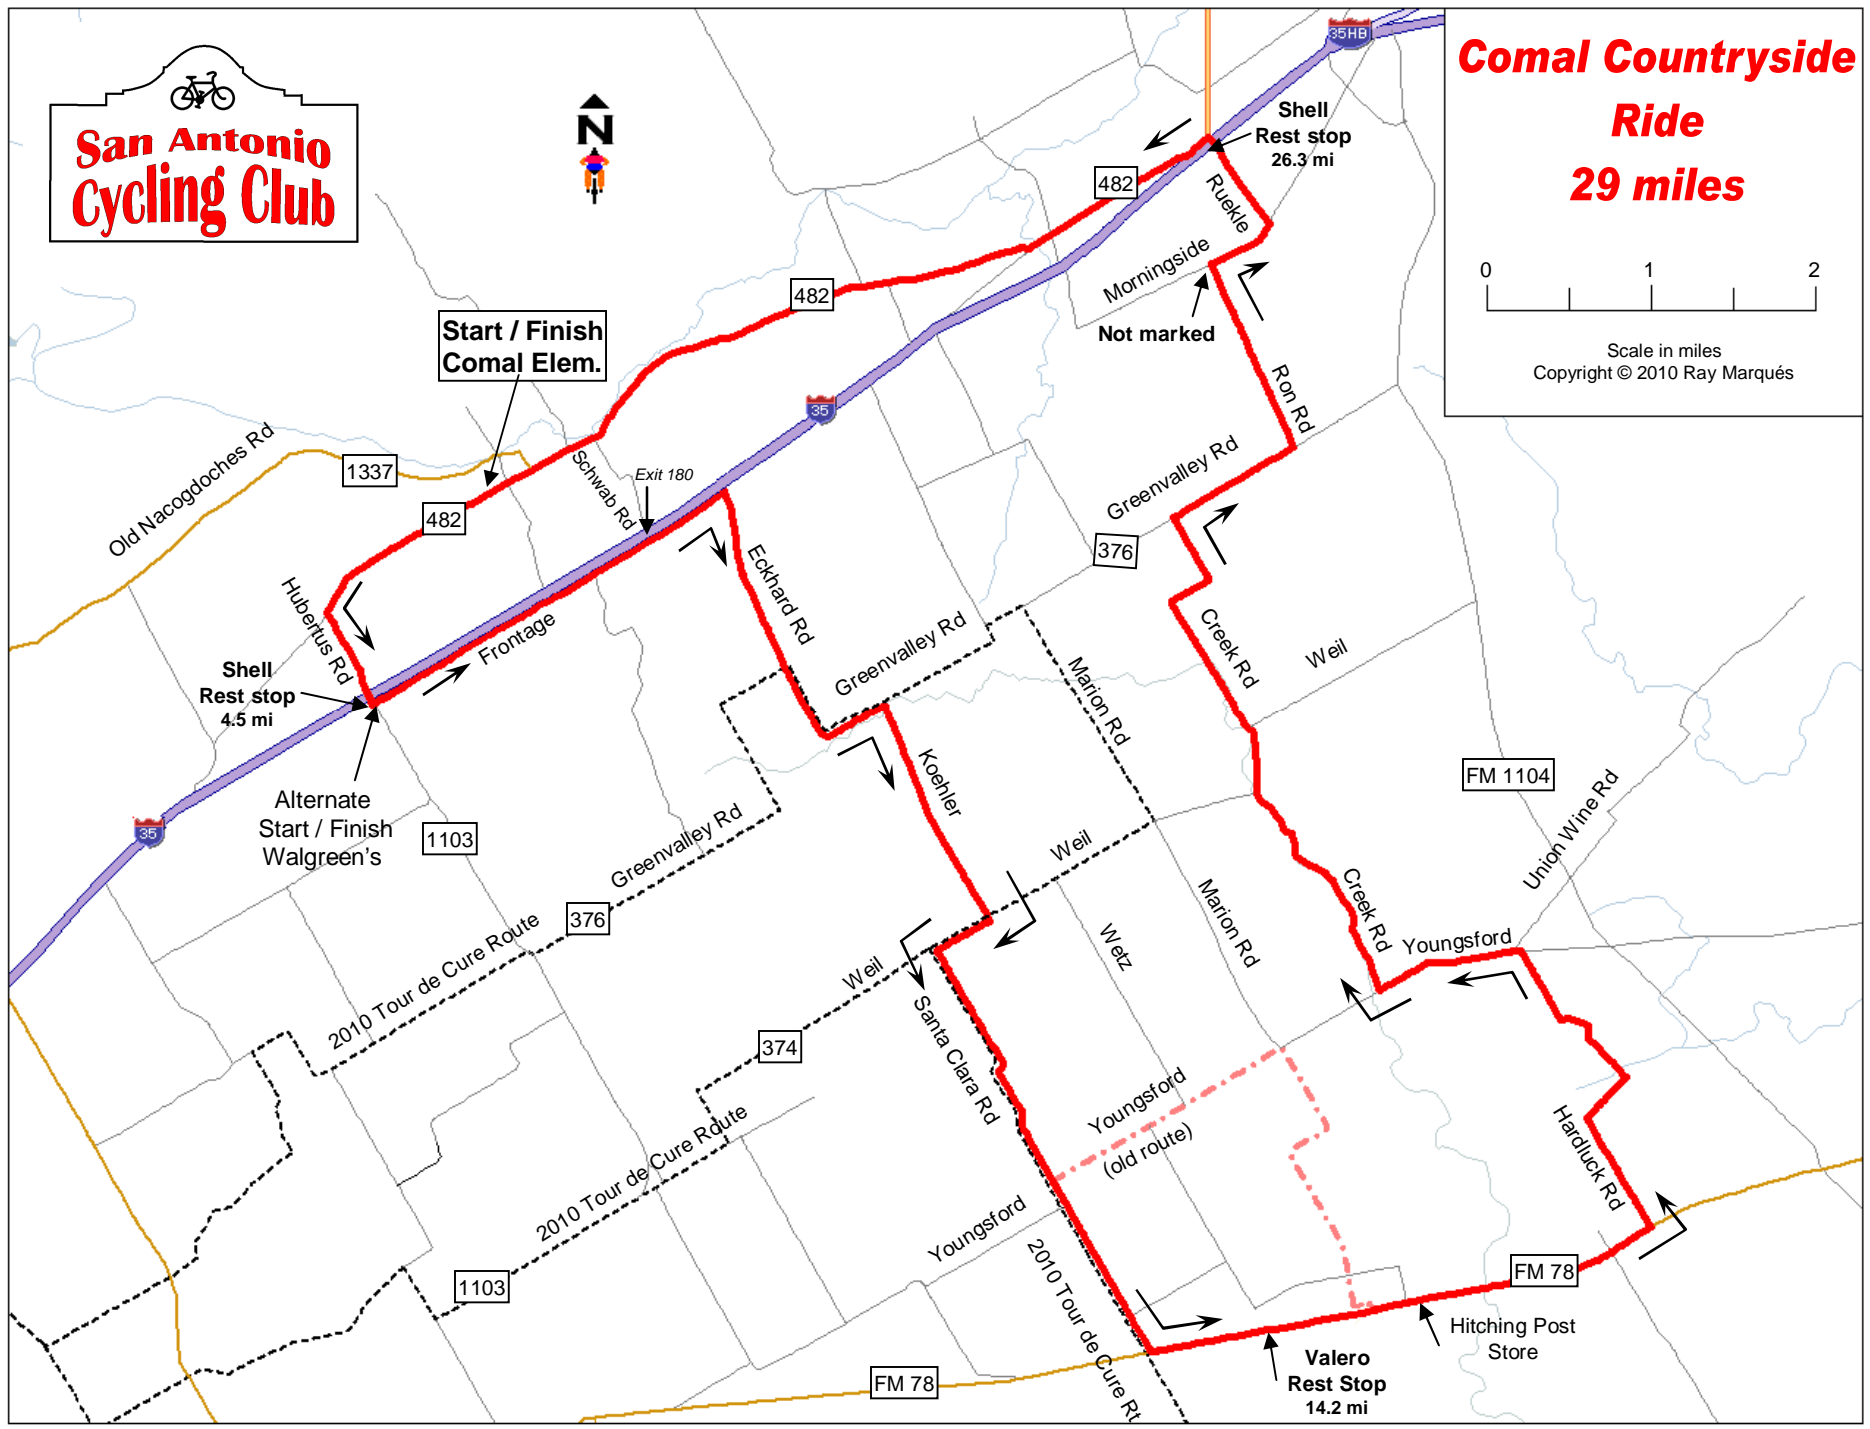 San Antonio
Cycling Club
N
35HB
Comal Countryside
Ride
29 miles
0 1 2
Scale in miles
Copyright © 2010 Ray Marqués
Shell
Rest stop
26.3 mi
482
Ruekle
Morningside
Not marked
482
Start / Finish
Comal Elem.
35
Ron Rd
Old Nacogdoches Rd
1337
482
Schwab Rd
Exit 180
Greenvalley Rd
376
Hubertus Rd
Frontage
Eckhard Rd
Greenvalley Rd
Marion Rd
Creek Rd
Weil
Shell
Rest stop
4.5 mi
Alternate
Start / Finish
Walgreen's
35
1103
Greenvalley Rd
Koehler
Weil
FM 1104
Union Wine Rd
376
2010 Tour de Cure Route
Weil
Wetz
Marion Rd
Creek Rd
Youngsford
374
Santa Clara Rd
Youngsford
(old route)
Hardluck Rd
2010 Tour de Cure Route
1103
Youngsford
2010 Tour de Cure Rt
FM 78
Hitching Post
Store
Valero
Rest Stop
14.2 mi
FM 78